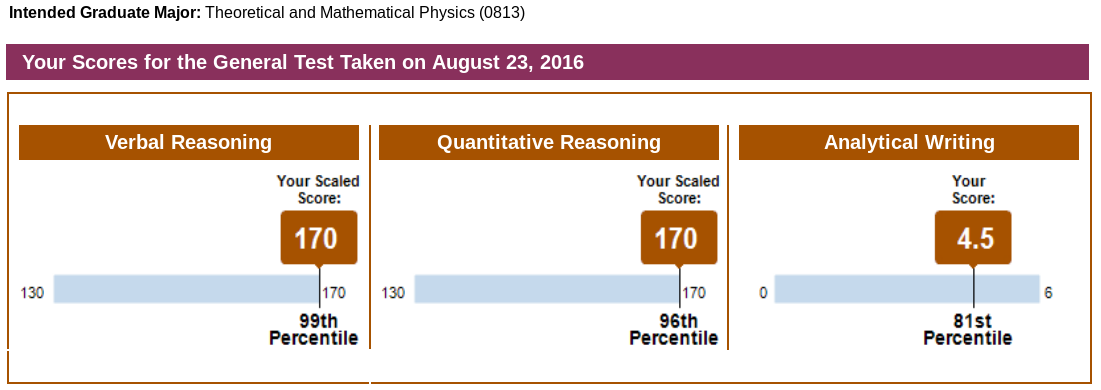 Intended Graduate Major: Theoretical and Mathematical Physics (0813)
Your Scores for the General Test Taken on August 23, 2016
Verbal Reasoning
Your Scaled
Score:
170
130
170
99th
Percentile
Quantitative Reasoning
Your Scaled
Score:
170
130
170
96th
Percentile
Analytical Writing
Your
Score:
4.5
0
6
81st
Percentile